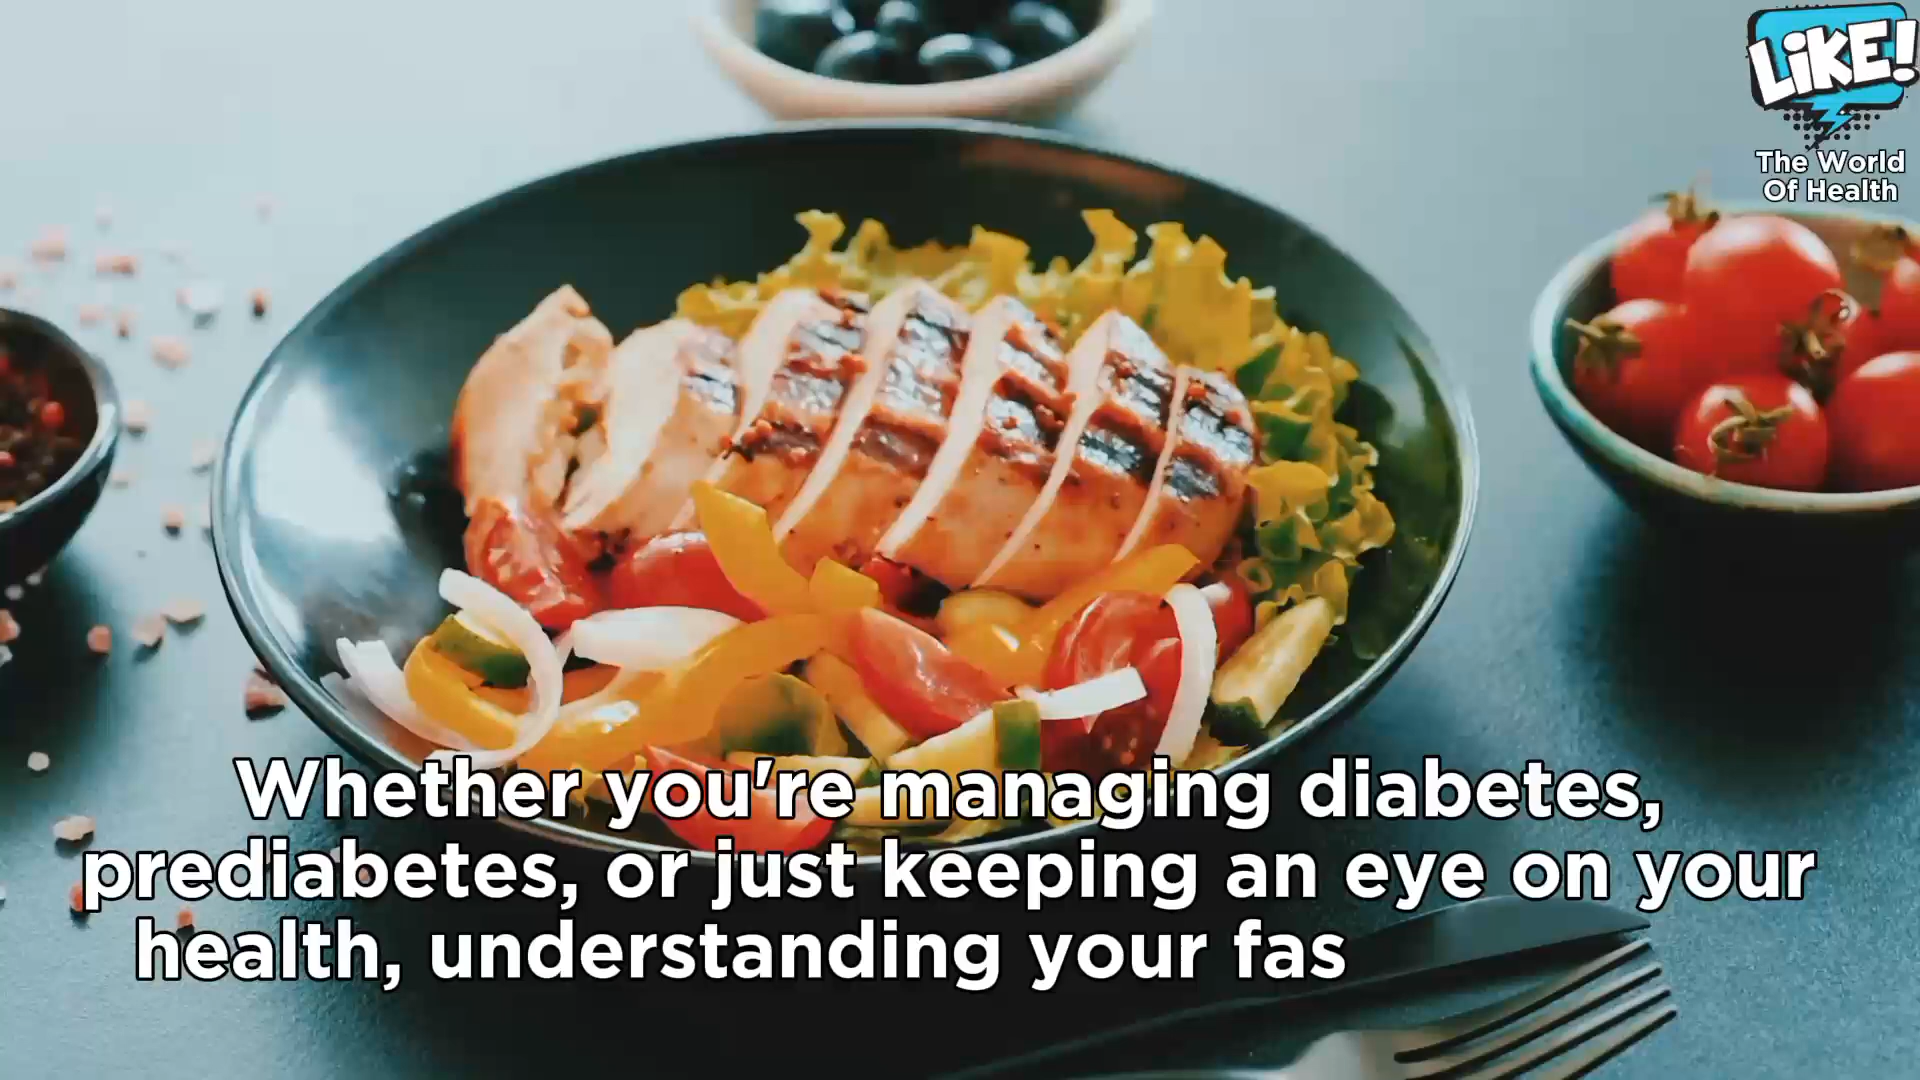 LiKE!
The World
Of Health
Whether you're managing diabetes,
prediabetes, or just keeping an eye on your
health, understanding your fas